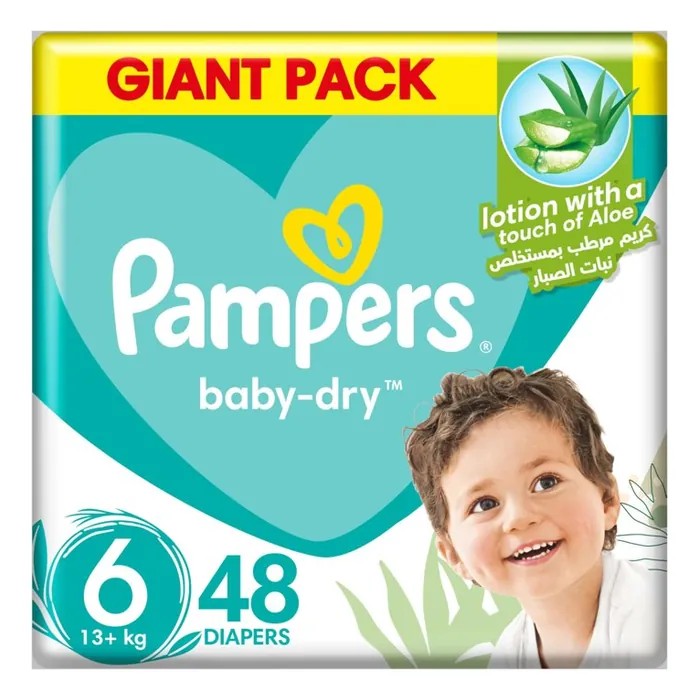 GIANT PACK
lotion with a
touch of Aloe
كريم مرطب بمستخلص
نبات الصبار
Pampers®
baby-dry™
6
13+ kg
48
DIAPERS